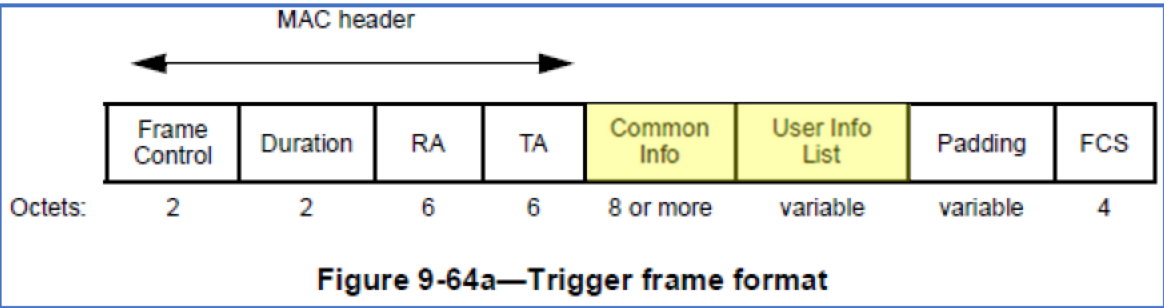 MAC header
Frame Control Duration RA TA Common Info User Info List Padding FCS
Octets: 2 2 6 6 8 or more variable variable 4
Figure 9-64a—Trigger frame format